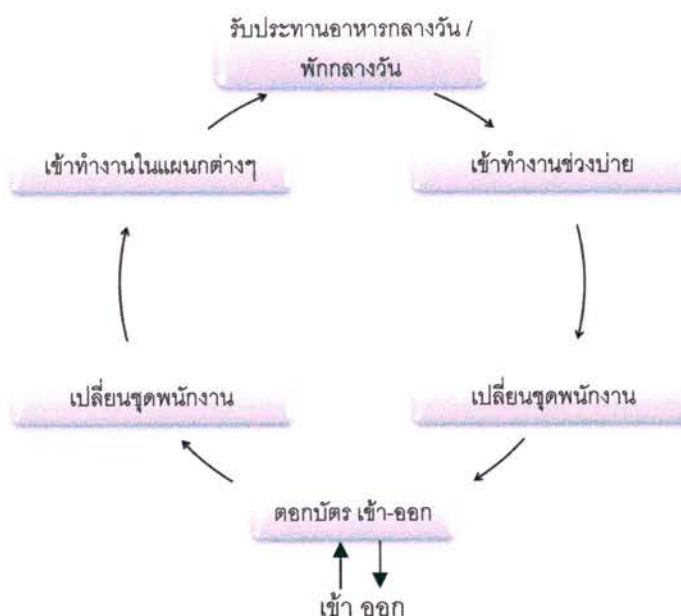 รับประทานอาหารกลางวัน /
พักกลางวัน
เข้าทำงานในแผนกต่างๆ
เข้าทำงานช่วงบ่าย
เปลี่ยนชุดพนักงาน
เปลี่ยนชุดพนักงาน
ตอกบัตร เข้า-ออก
เข้า ออก